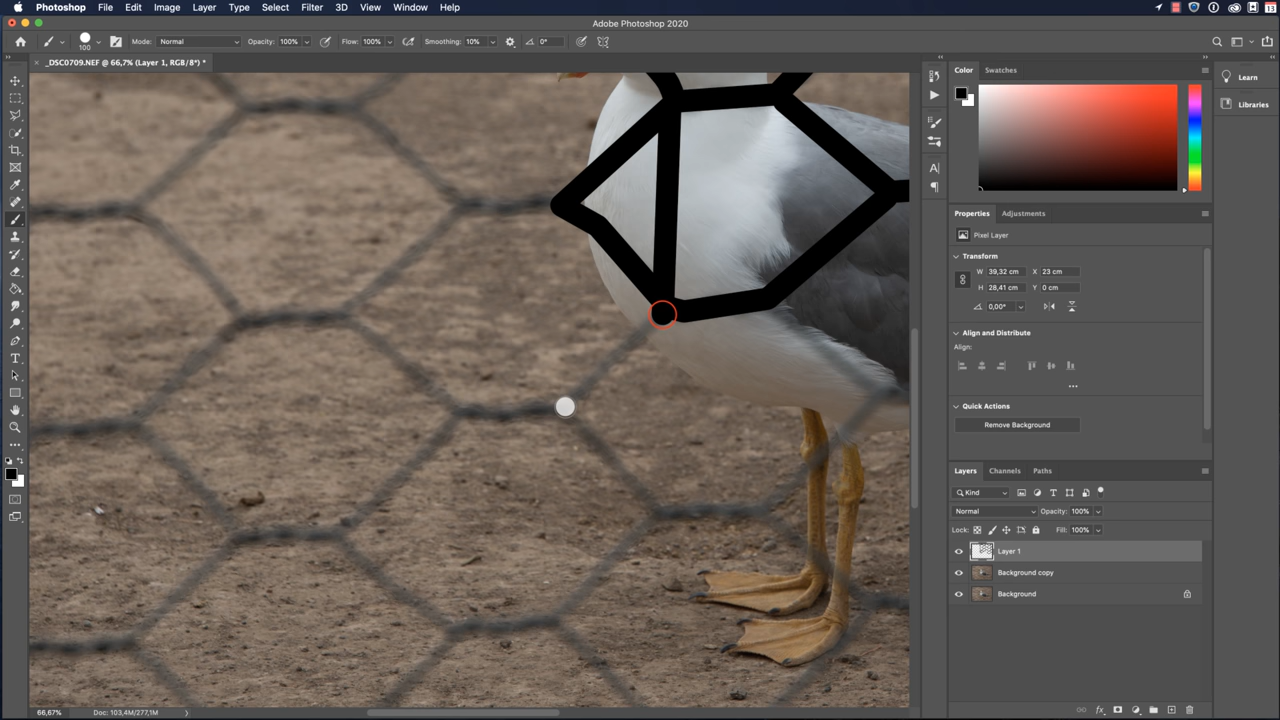 Photoshop File Edit Image Layer Type Select Filter 3D View Window Help 13
Adobe Photoshop 2020
100 Mode: Normal Opacity: 100% Flow: 100% Smoothing: 10% 0°
_DSC0709.NEF @ 66,7% (Layer 1, RGB/8*) *
Color Swatches
Learn
Libraries
Properties Adjustments
Pixel Layer
Transform
W 39,32 cm X 23 cm
H 28,41 cm Y 0 cm
0,00°
Align and Distribute
Align:
Quick Actions
Remove Background
Layers Channels Paths
Kind
Normal Opacity: 100%
Lock: Fill: 100%
Layer 1
Background copy
Background
66,67% Doc: 103,4M/277,1M